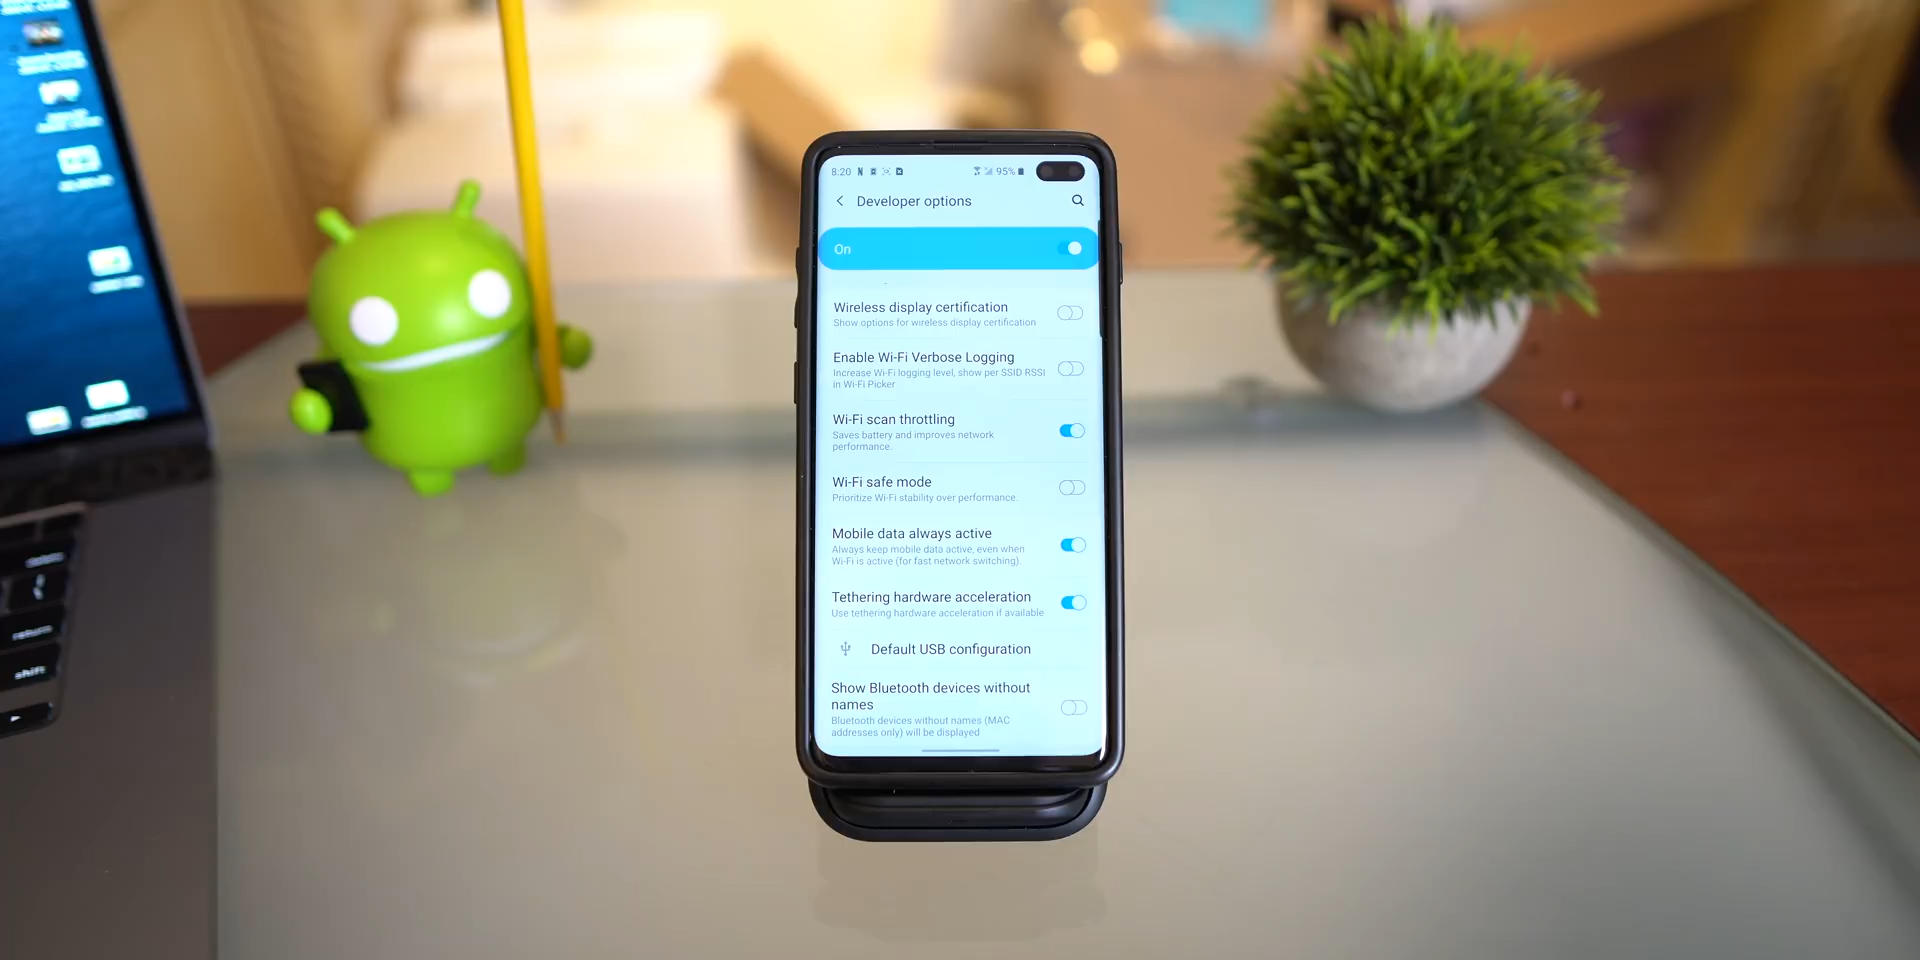 8:20 95%
Developer options
On
Wireless display certification
Show options for wireless display certification
Enable Wi-Fi Verbose Logging
Increase Wi-Fi logging level, show per SSID RSSI
in Wi-Fi Picker
Wi-Fi scan throttling
Saves battery and improves network
performance.
Wi-Fi safe mode
Prioritize Wi-Fi stability over performance.
Mobile data always active
Always keep mobile data active, even when
Wi-Fi is active (for fast network switching).
Tethering hardware acceleration
Use tethering hardware acceleration if available
Default USB configuration
Show Bluetooth devices without
names
Bluetooth devices without names (MAC
addresses only) will be displayed
return
shift